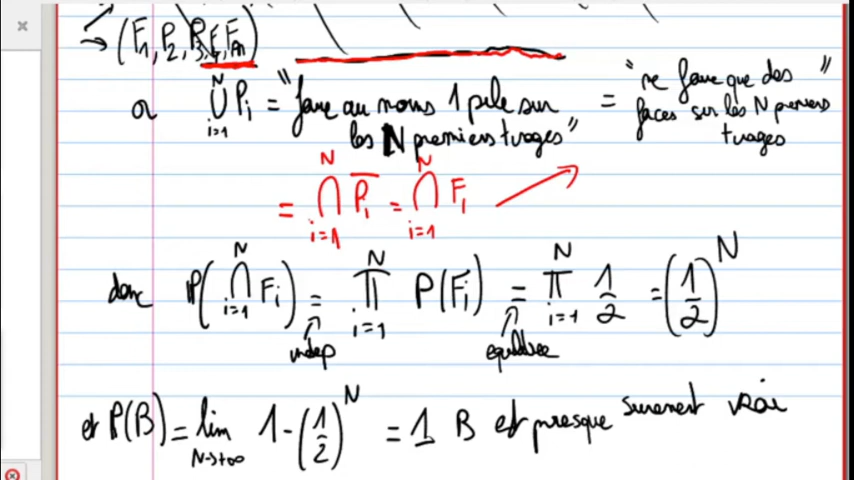 → (F₁, P₂, P₃, F₄, Fₙ)
or ⋃_{i=1}^{N} Pᵢ = "faire au moins 1 pile sur = "ne faire que des
les N premiers tirages" faces sur les N premiers
tirages"
= ⋂_{i=1}^{N} P̅ᵢ = ⋂_{i=1}^{N} Fᵢ
donc P(⋂_{i=1}^{N} Fᵢ) = ∏_{i=1}^{N} P(Fᵢ) = ∏_{i=1}^{N} 1/2 = (1/2)^N
indep équilibrée
et P(B) = lim_{N→+∞} 1 - (1/2)^N = 1 B et presque surement vrai